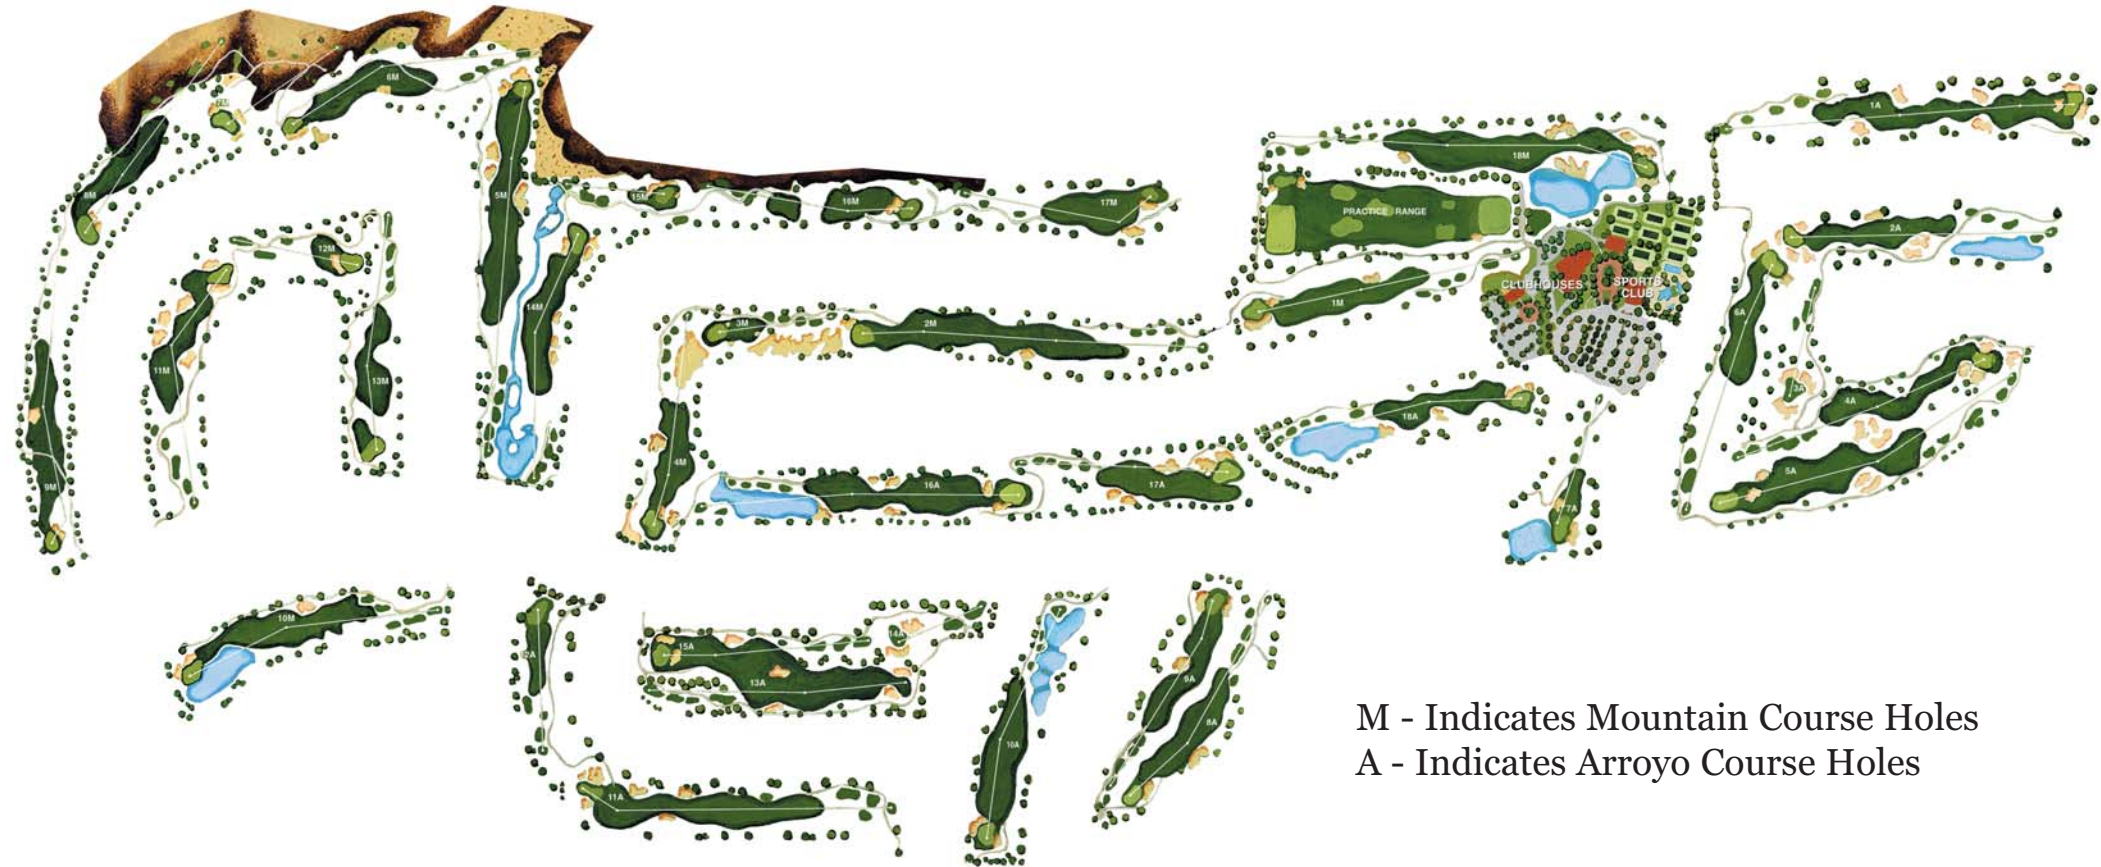 6M
7M
1A
8M
5M
15M
16M
17M
18M
PRACTICE RANGE
2A
12M
14M
1M
CLUBHOUSES
SPORTS
CLUB
6A
3M
2M
11M
13M
3A
4A
18A
9M
4M
16A
17A
5A
7A
10M
12A
15A
14A
13A
9A
8A
10A
11A
M - Indicates Mountain Course Holes
A - Indicates Arroyo Course Holes